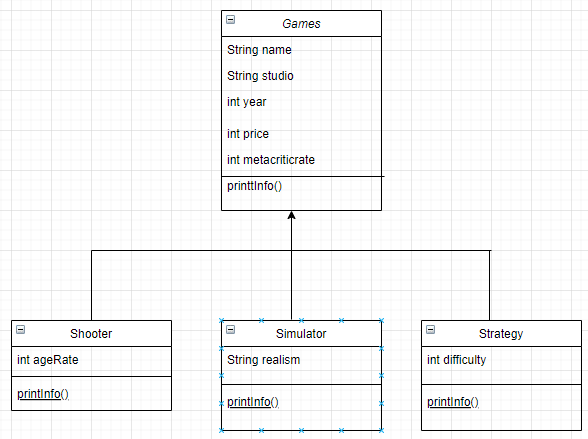 Games
String name
String studio
int year
int price
int metacriticrate
printtInfo()
Shooter
int ageRate
printInfo()
Simulator
String realism
printInfo()
Strategy
int difficulty
printInfo()